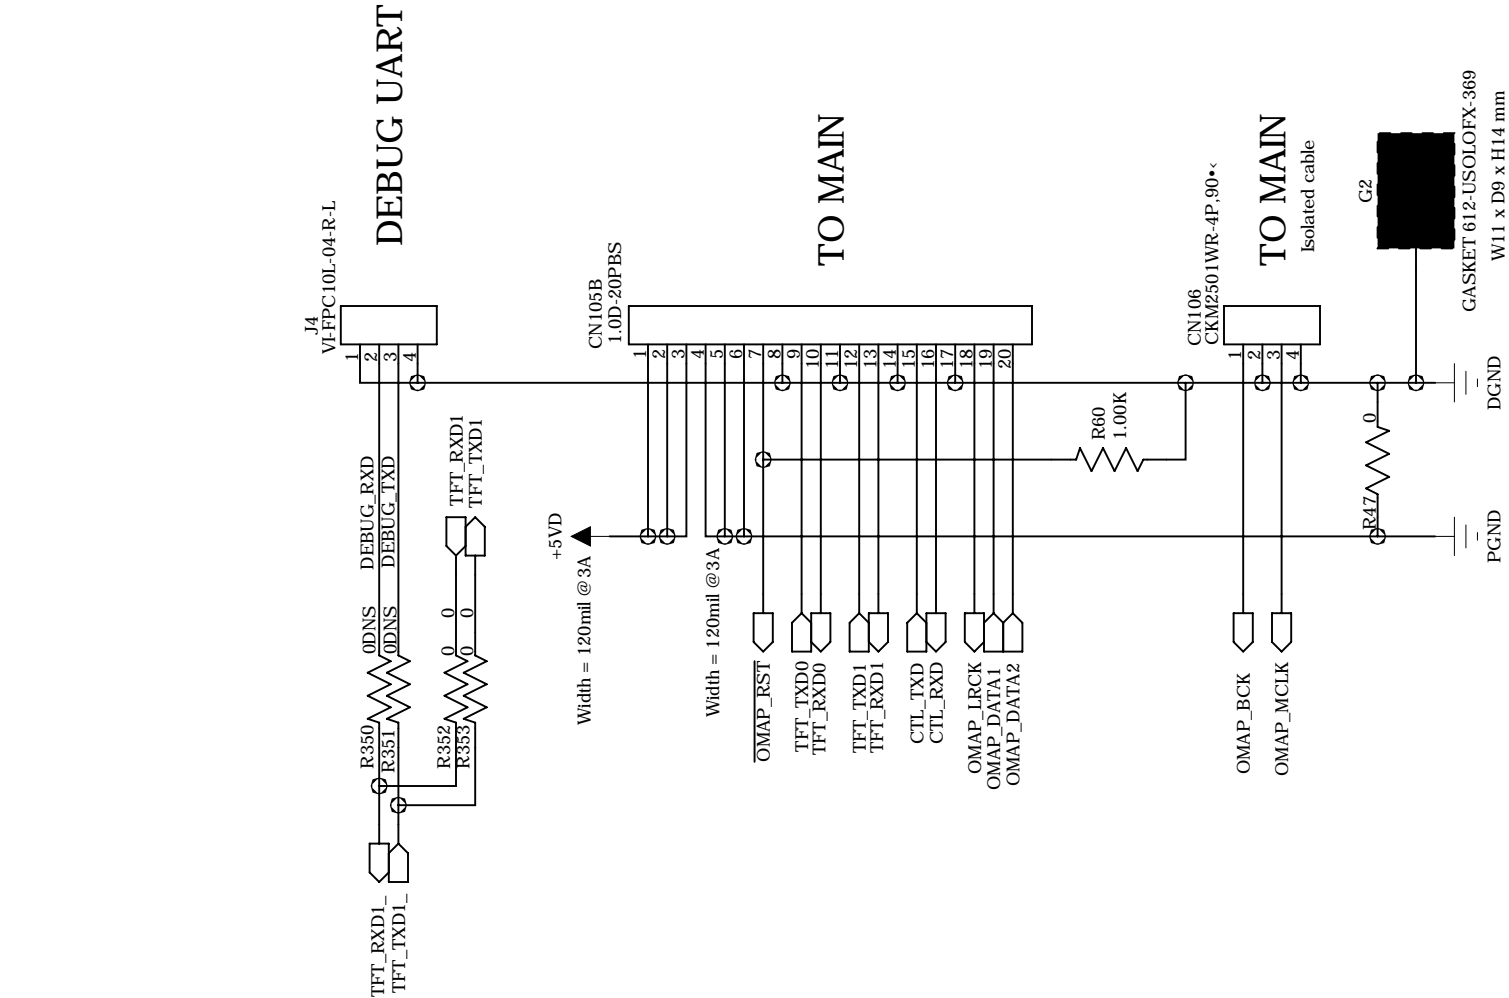 DEBUG UART
J4
VI-FPC10L-04-R-L
1
2
3
4
DEBUG_RXD
DEBUG_TXD
TFT_RXD1
TFT_TXD1
0DNS
0DNS
0
0
0
0
R350
R351
R352
R353
TFT_RXD1_
TFT_TXD1_
TO MAIN
CN105B
1.0D-20PBS
1
2
3
4
5
6
7
8
9
10
11
12
13
14
15
16
17
18
19
20
+5VD
Width = 120mil @3A
Width = 120mil @3A
R60
1.00K
OMAP_RST
TFT_TXD0
TFT_RXD0
TFT_TXD1
TFT_RXD1
CTL_TXD
CTL_RXD
OMAP_LRCK
OMAP_DATA1
OMAP_DATA2
TO MAIN
Isolated cable
CN106
CKM2501WR-4P,90•‹
1
2
3
4
OMAP_BCK
OMAP_MCLK
G2
GASKET 612-USOLOFX-369
W11 x D9 x H14 mm
R47
0
DGND
PGND